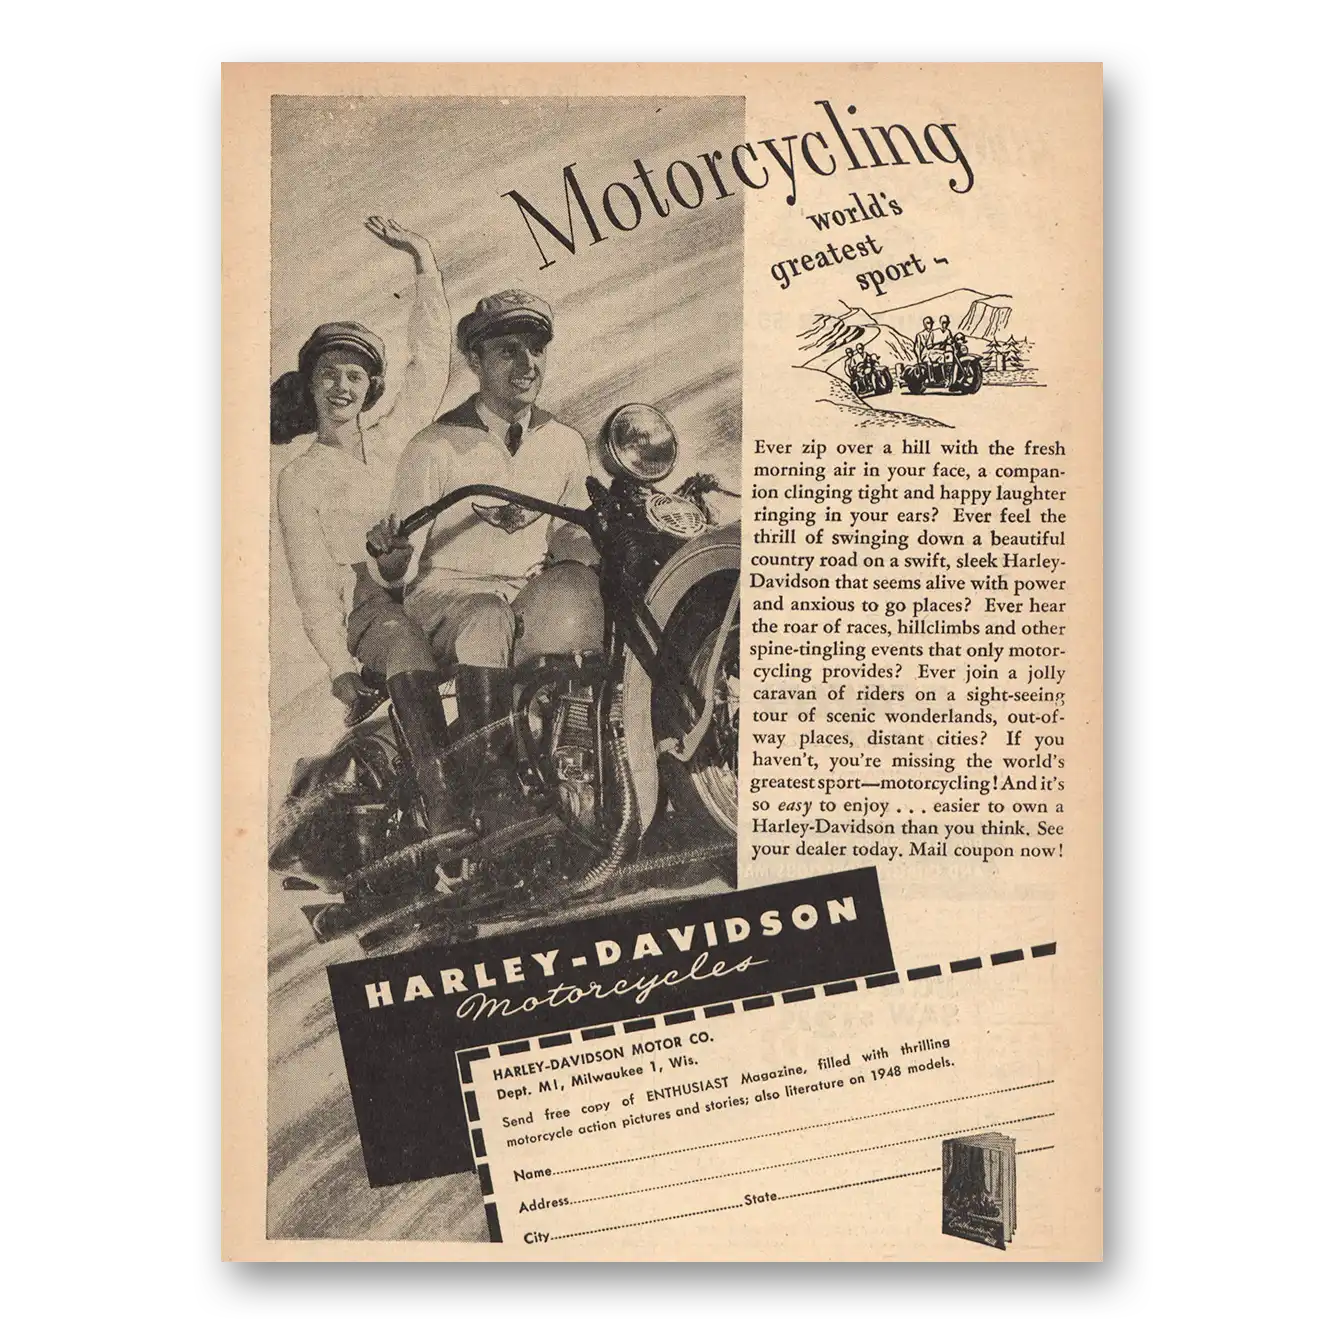 Motorcycling
world's
greatest
sport -
Ever zip over a hill with the fresh
morning air in your face, a compan-
ion clinging tight and happy laughter
ringing in your ears? Ever feel the
thrill of swinging down a beautiful
country road on a swift, sleek Harley-
Davidson that seems alive with power
and anxious to go places? Ever hear
the roar of races, hillclimbs and other
spine-tingling events that only motor-
cycling provides? Ever join a jolly
caravan of riders on a sight-seeing
tour of scenic wonderlands, out-of-
way places, distant cities? If you
haven't, you're missing the world's
greatest sport—motorcycling! And it's
so easy to enjoy . . . easier to own a
Harley-Davidson than you think. See
your dealer today. Mail coupon now!
HARLEY-DAVIDSON
Motorcycles
HARLEY-DAVIDSON MOTOR CO.
Dept. M1, Milwaukee 1, Wis.
Send free copy of ENTHUSIAST Magazine, filled with thrilling
motorcycle action pictures and stories; also literature on 1948 models.
Name
Address
City State
Enthusiast